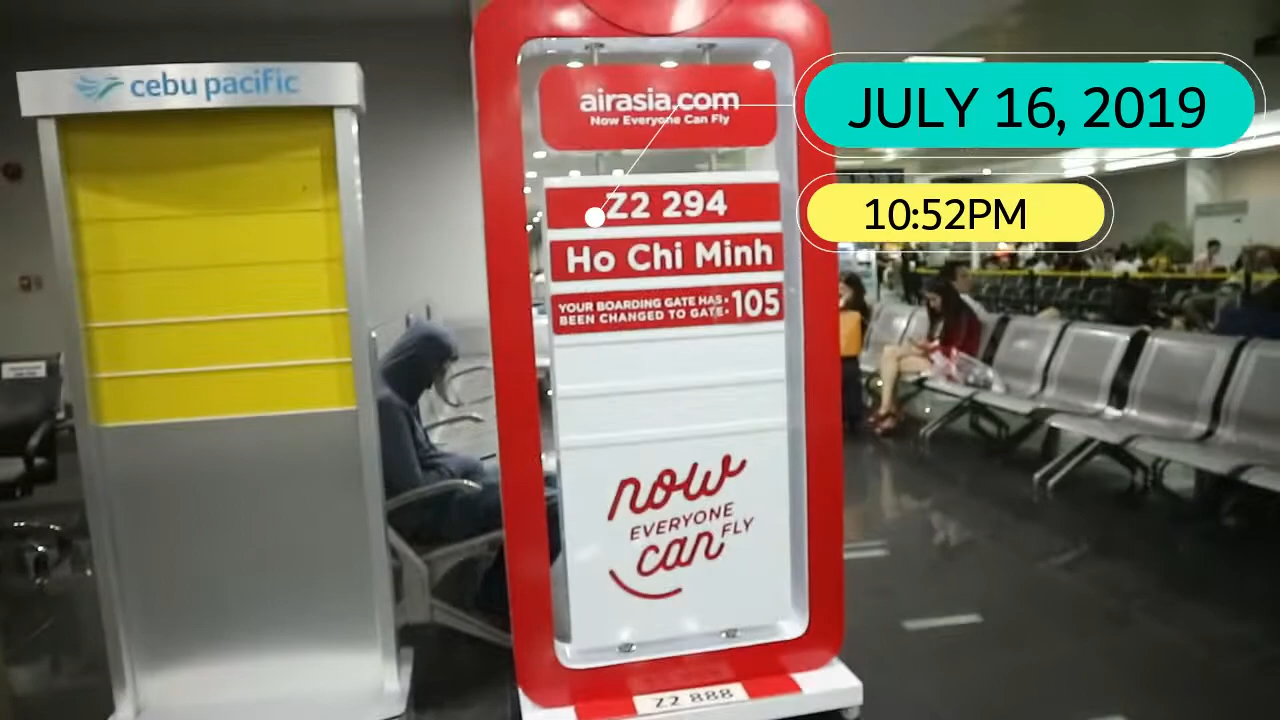 cebu pacific
airasia.com
Now Everyone Can Fly
Z2 294
Ho Chi Minh
YOUR BOARDING GATE HAS
BEEN CHANGED TO GATE
105
now
EVERYONE
can FLY
Z2 888
JULY 16, 2019
10:52PM